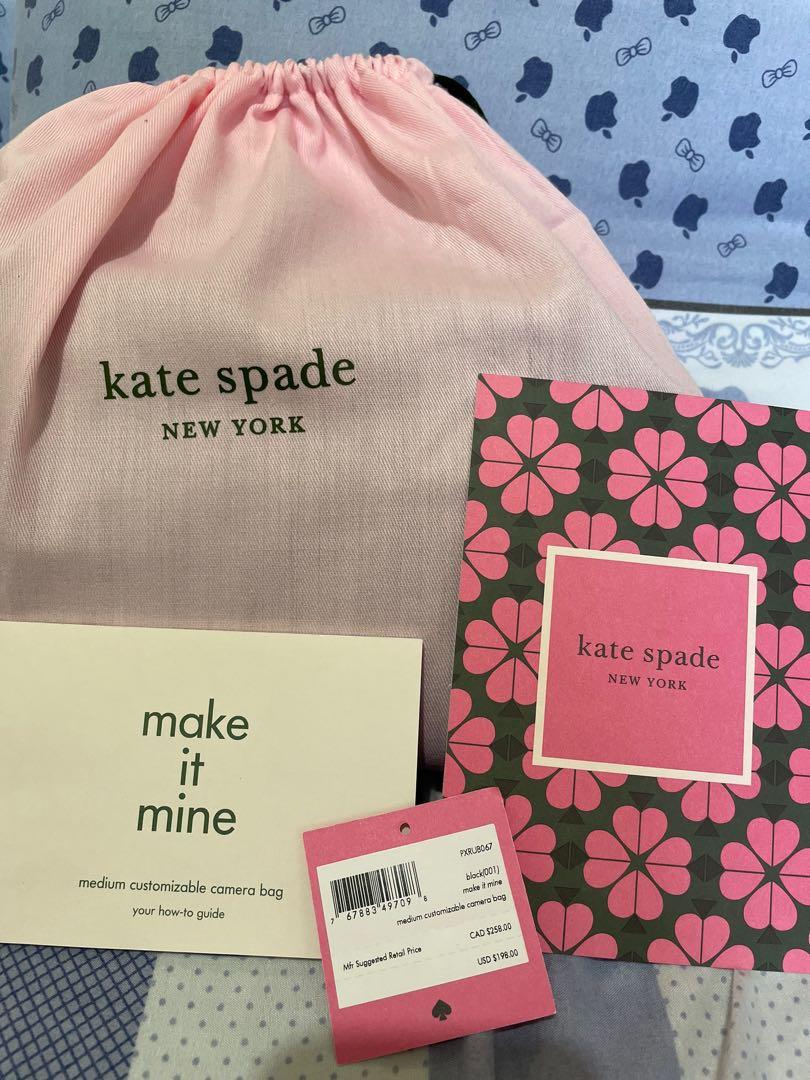 kate spade
NEW YORK
kate spade
NEW YORK
make
it
mine
medium customizable camera bag
your how-to guide
PXRUB067
black(001)
make it mine
medium customizable camera bag
7 67883 49709 8
Mfr Suggested Retail Price
CAD $258.00
USD $198.00